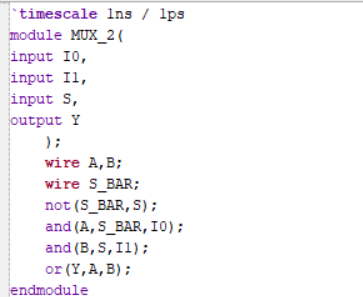 `timescale 1ns / 1ps
module MUX_2(
input I0,
input I1,
input S,
output Y
    );
    wire A,B;
    wire S_BAR;
    not(S_BAR,S);
    and(A,S_BAR,I0);
    and(B,S,I1);
    or(Y,A,B);
endmodule